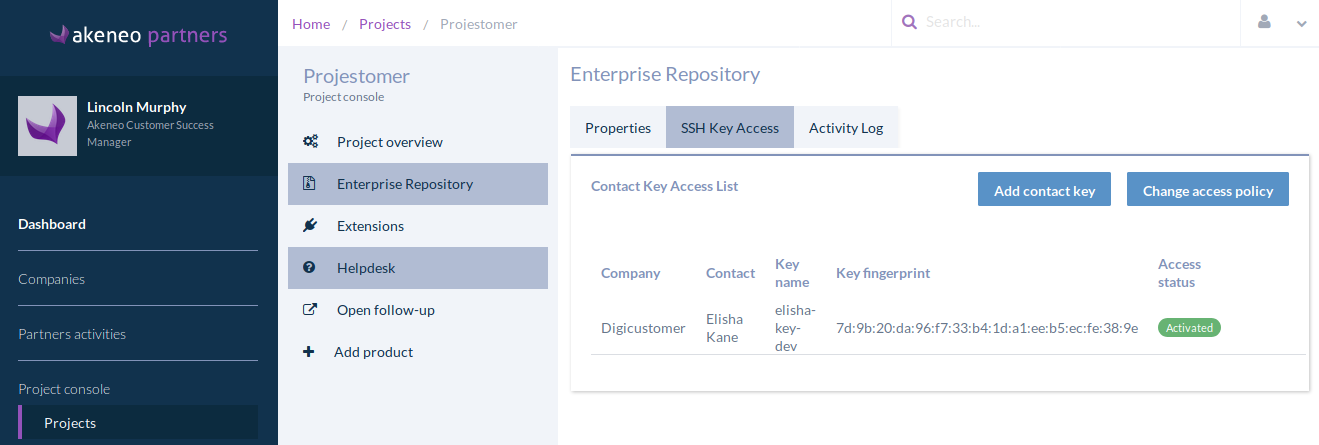 akeneo partners
Home / Projects / Projestomer
Search...
Lincoln Murphy
Akeneo Customer Success
Manager
Dashboard
Companies
Partners activities
Project console
Projects
Projestomer
Project console
Project overview
Enterprise Repository
Extensions
Helpdesk
Open follow-up
Add product
Enterprise Repository
Properties SSH Key Access Activity Log
Contact Key Access List
Add contact key Change access policy
Company Contact Key name Key fingerprint Access status
Digicustomer Elisha Kane elisha-key-dev 7d:9b:20:da:96:f7:33:b4:1d:a1:ee:b5:ec:fe:38:9e Activated